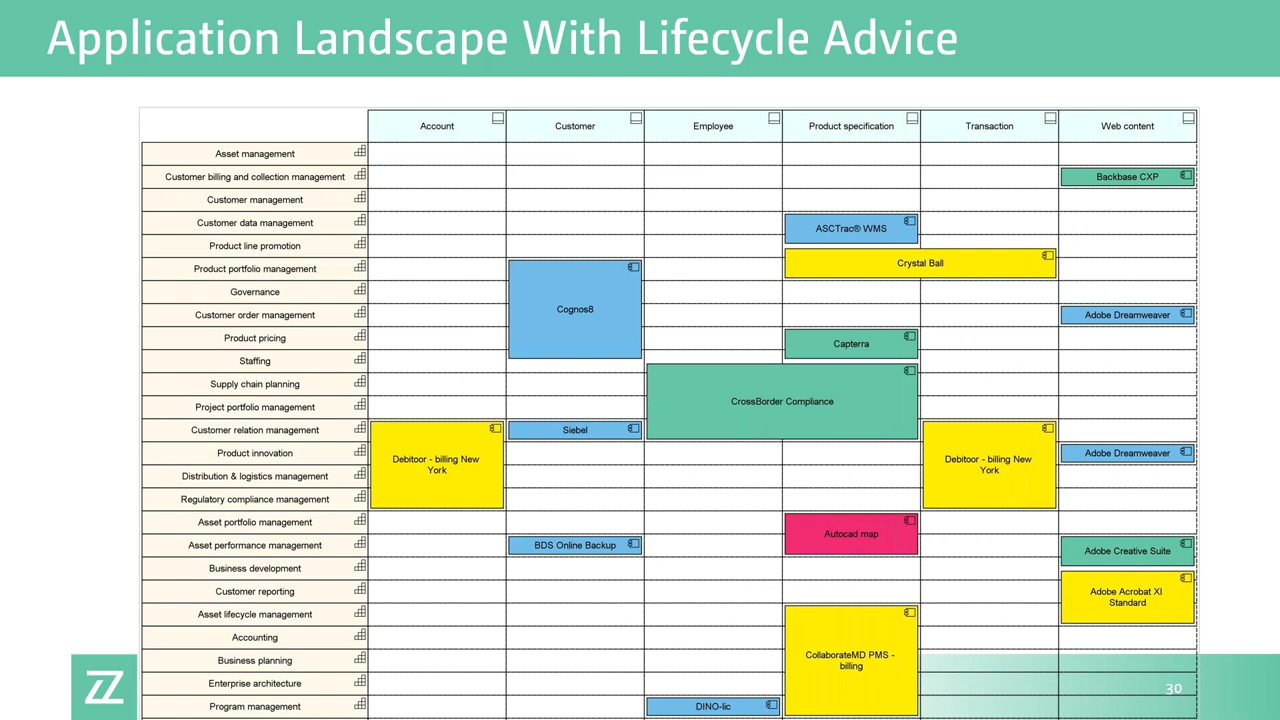 Application Landscape With Lifecycle Advice
Account
Customer
Employee
Product specification
Transaction
Web content
Asset management
Customer billing and collection management
Backbase CXP
Customer management
Customer data management
ASCTrac® WMS
Product line promotion
Crystal Ball
Product portfolio management
Governance
Cognos8
Customer order management
Adobe Dreamweaver
Product pricing
Capterra
Staffing
Supply chain planning
CrossBorder Compliance
Project portfolio management
Customer relation management
Siebel
Product innovation
Debitoor - billing New
York
Debitoor - billing New
York
Adobe Dreamweaver
Distribution & logistics management
Regulatory compliance management
Asset portfolio management
Autocad map
Asset performance management
BDS Online Backup
Adobe Creative Suite
Business development
Customer reporting
Adobe Acrobat XI
Standard
Asset lifecycle management
Accounting
Business planning
CollaborateMD PMS -
billing
Enterprise architecture
Program management
DINO-lic
30